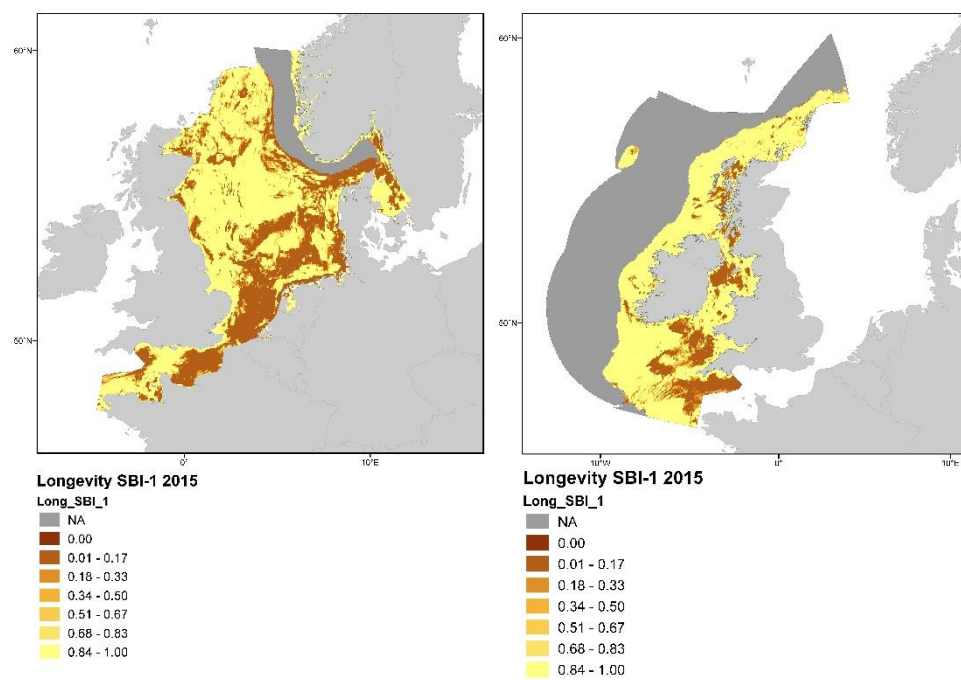 60°N
50°N
0°
10°E
Longevity SBI-1 2015
Long_SBI_1
NA
0.00
0.01 - 0.17
0.18 - 0.33
0.34 - 0.50
0.51 - 0.67
0.68 - 0.83
0.84 - 1.00
60°N
50°N
10°W
0°
10°E
Longevity SBI-1 2015
Long_SBI_1
NA
0.00
0.01 - 0.17
0.18 - 0.33
0.34 - 0.50
0.51 - 0.67
0.68 - 0.83
0.84 - 1.00